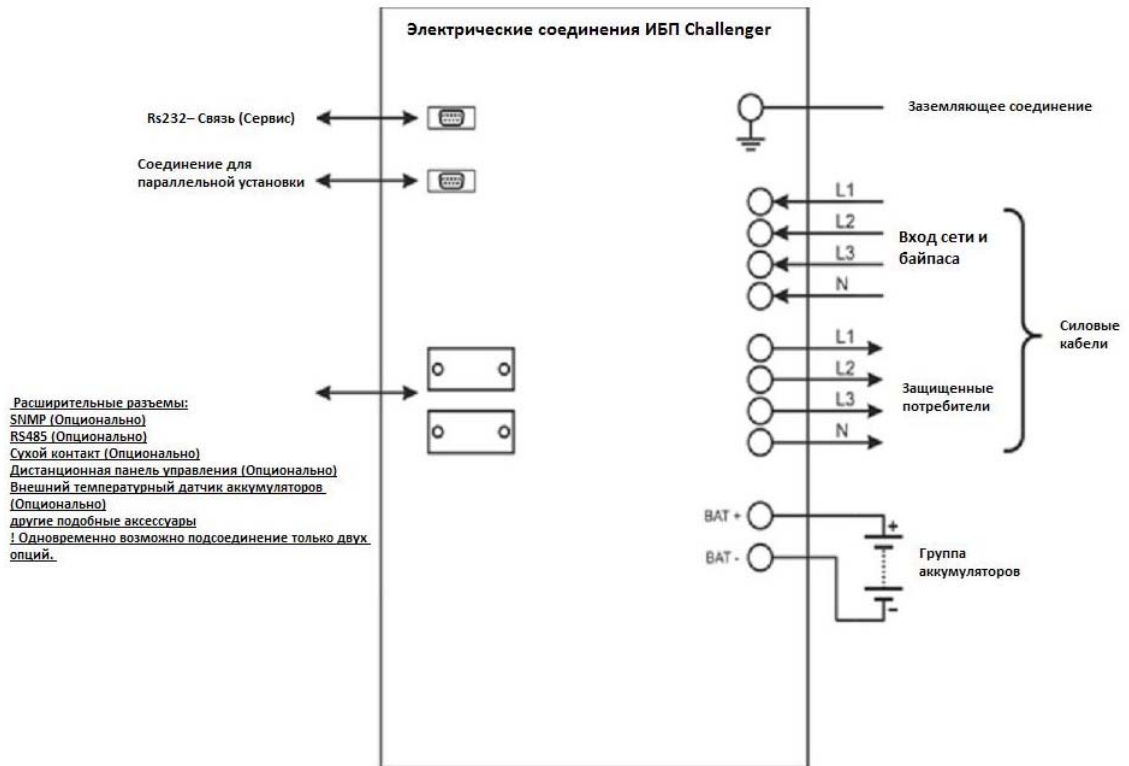 Электрические соединения ИБП Challenger
Rs232– Связь (Сервис)
Заземляющее соединение
Соединение для
параллельной установки
L1
L2
L3
N
Вход сети и
байпаса
L1
L2
L3
N
Защищенные
потребители
Силовые
кабели
Расширительные разъемы:
SNMP (Опционально)
RS485 (Опционально)
Сухой контакт (Опционально)
Дистанционная панель управления (Опционально)
Внешний температурный датчик аккумуляторов
(Опционально)
другие подобные аксессуары
! Одновременно возможно подсоединение только двух
опций.
BAT +
BAT -
+
-
Группа
аккумуляторов